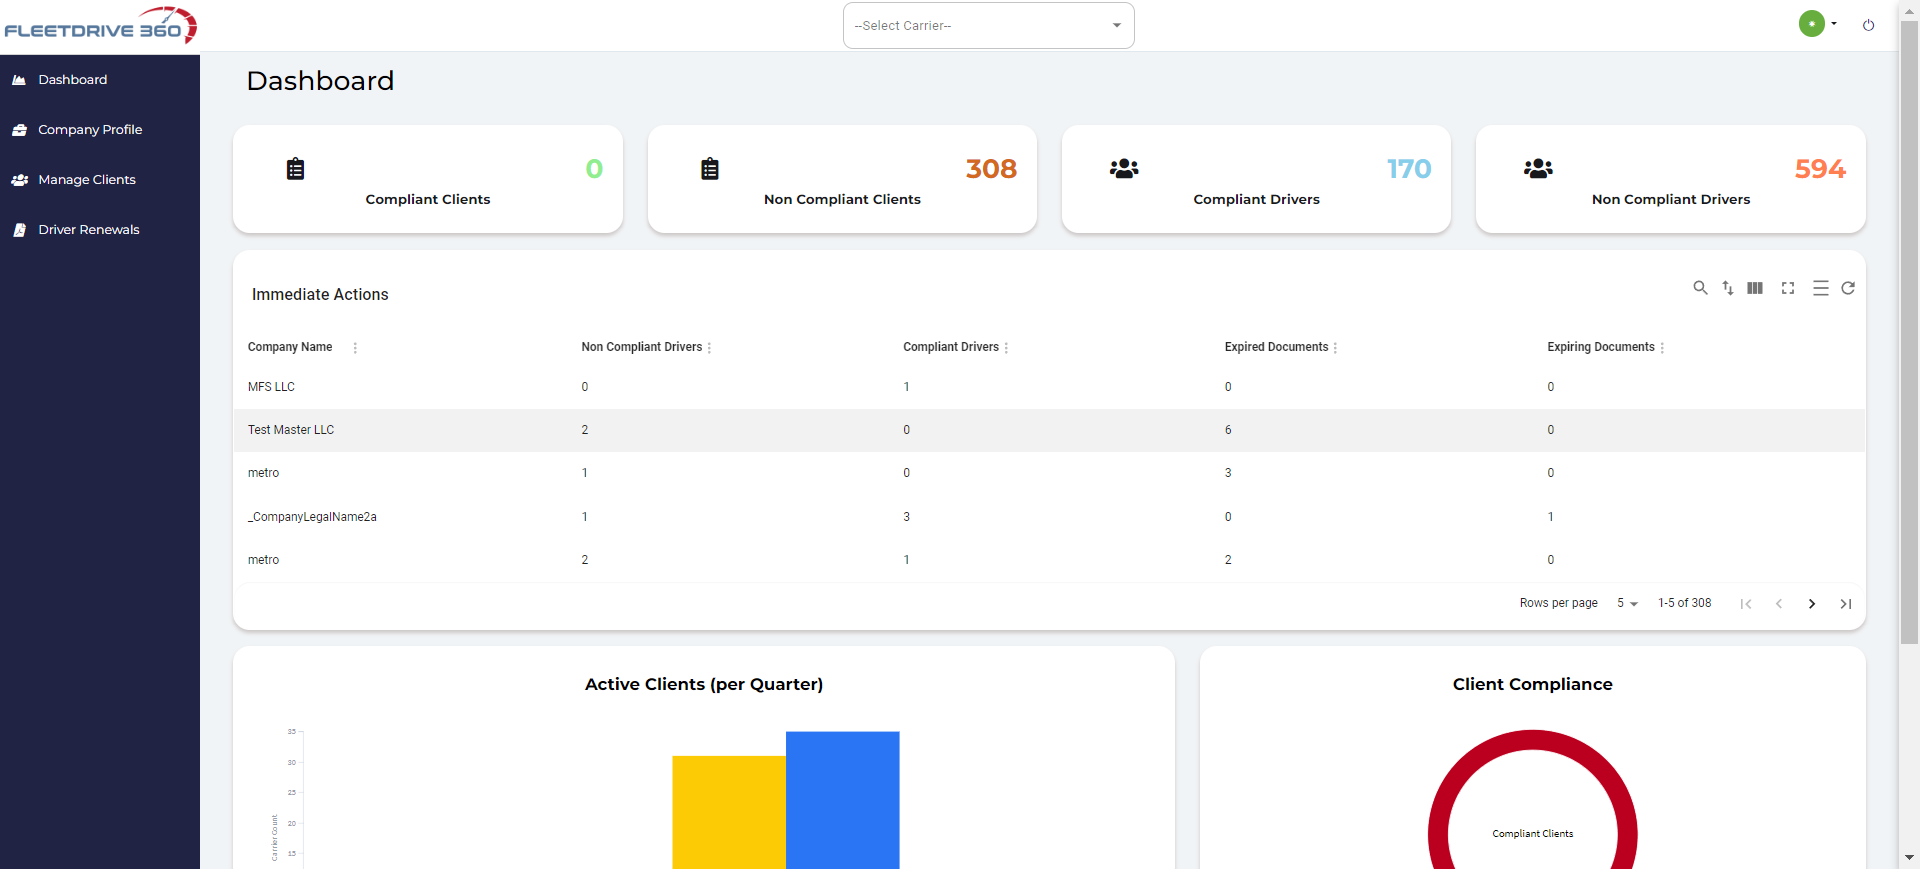 FLEETDRIVE 360
--Select Carrier--
Dashboard
Company Profile
Manage Clients
Driver Renewals
Dashboard
0
Compliant Clients
308
Non Compliant Clients
170
Compliant Drivers
594
Non Compliant Drivers
Immediate Actions
Company Name Non Compliant Drivers Compliant Drivers Expired Documents Expiring Documents
MFS LLC 0 1 0 0
Test Master LLC 2 0 6 0
metro 1 0 3 0
_CompanyLegalName2a 1 3 0 1
metro 2 1 2 0
Rows per page 5 1-5 of 308
Active Clients (per Quarter)
35
30
25
20
15
Carrier Count
Client Compliance
Compliant Clients